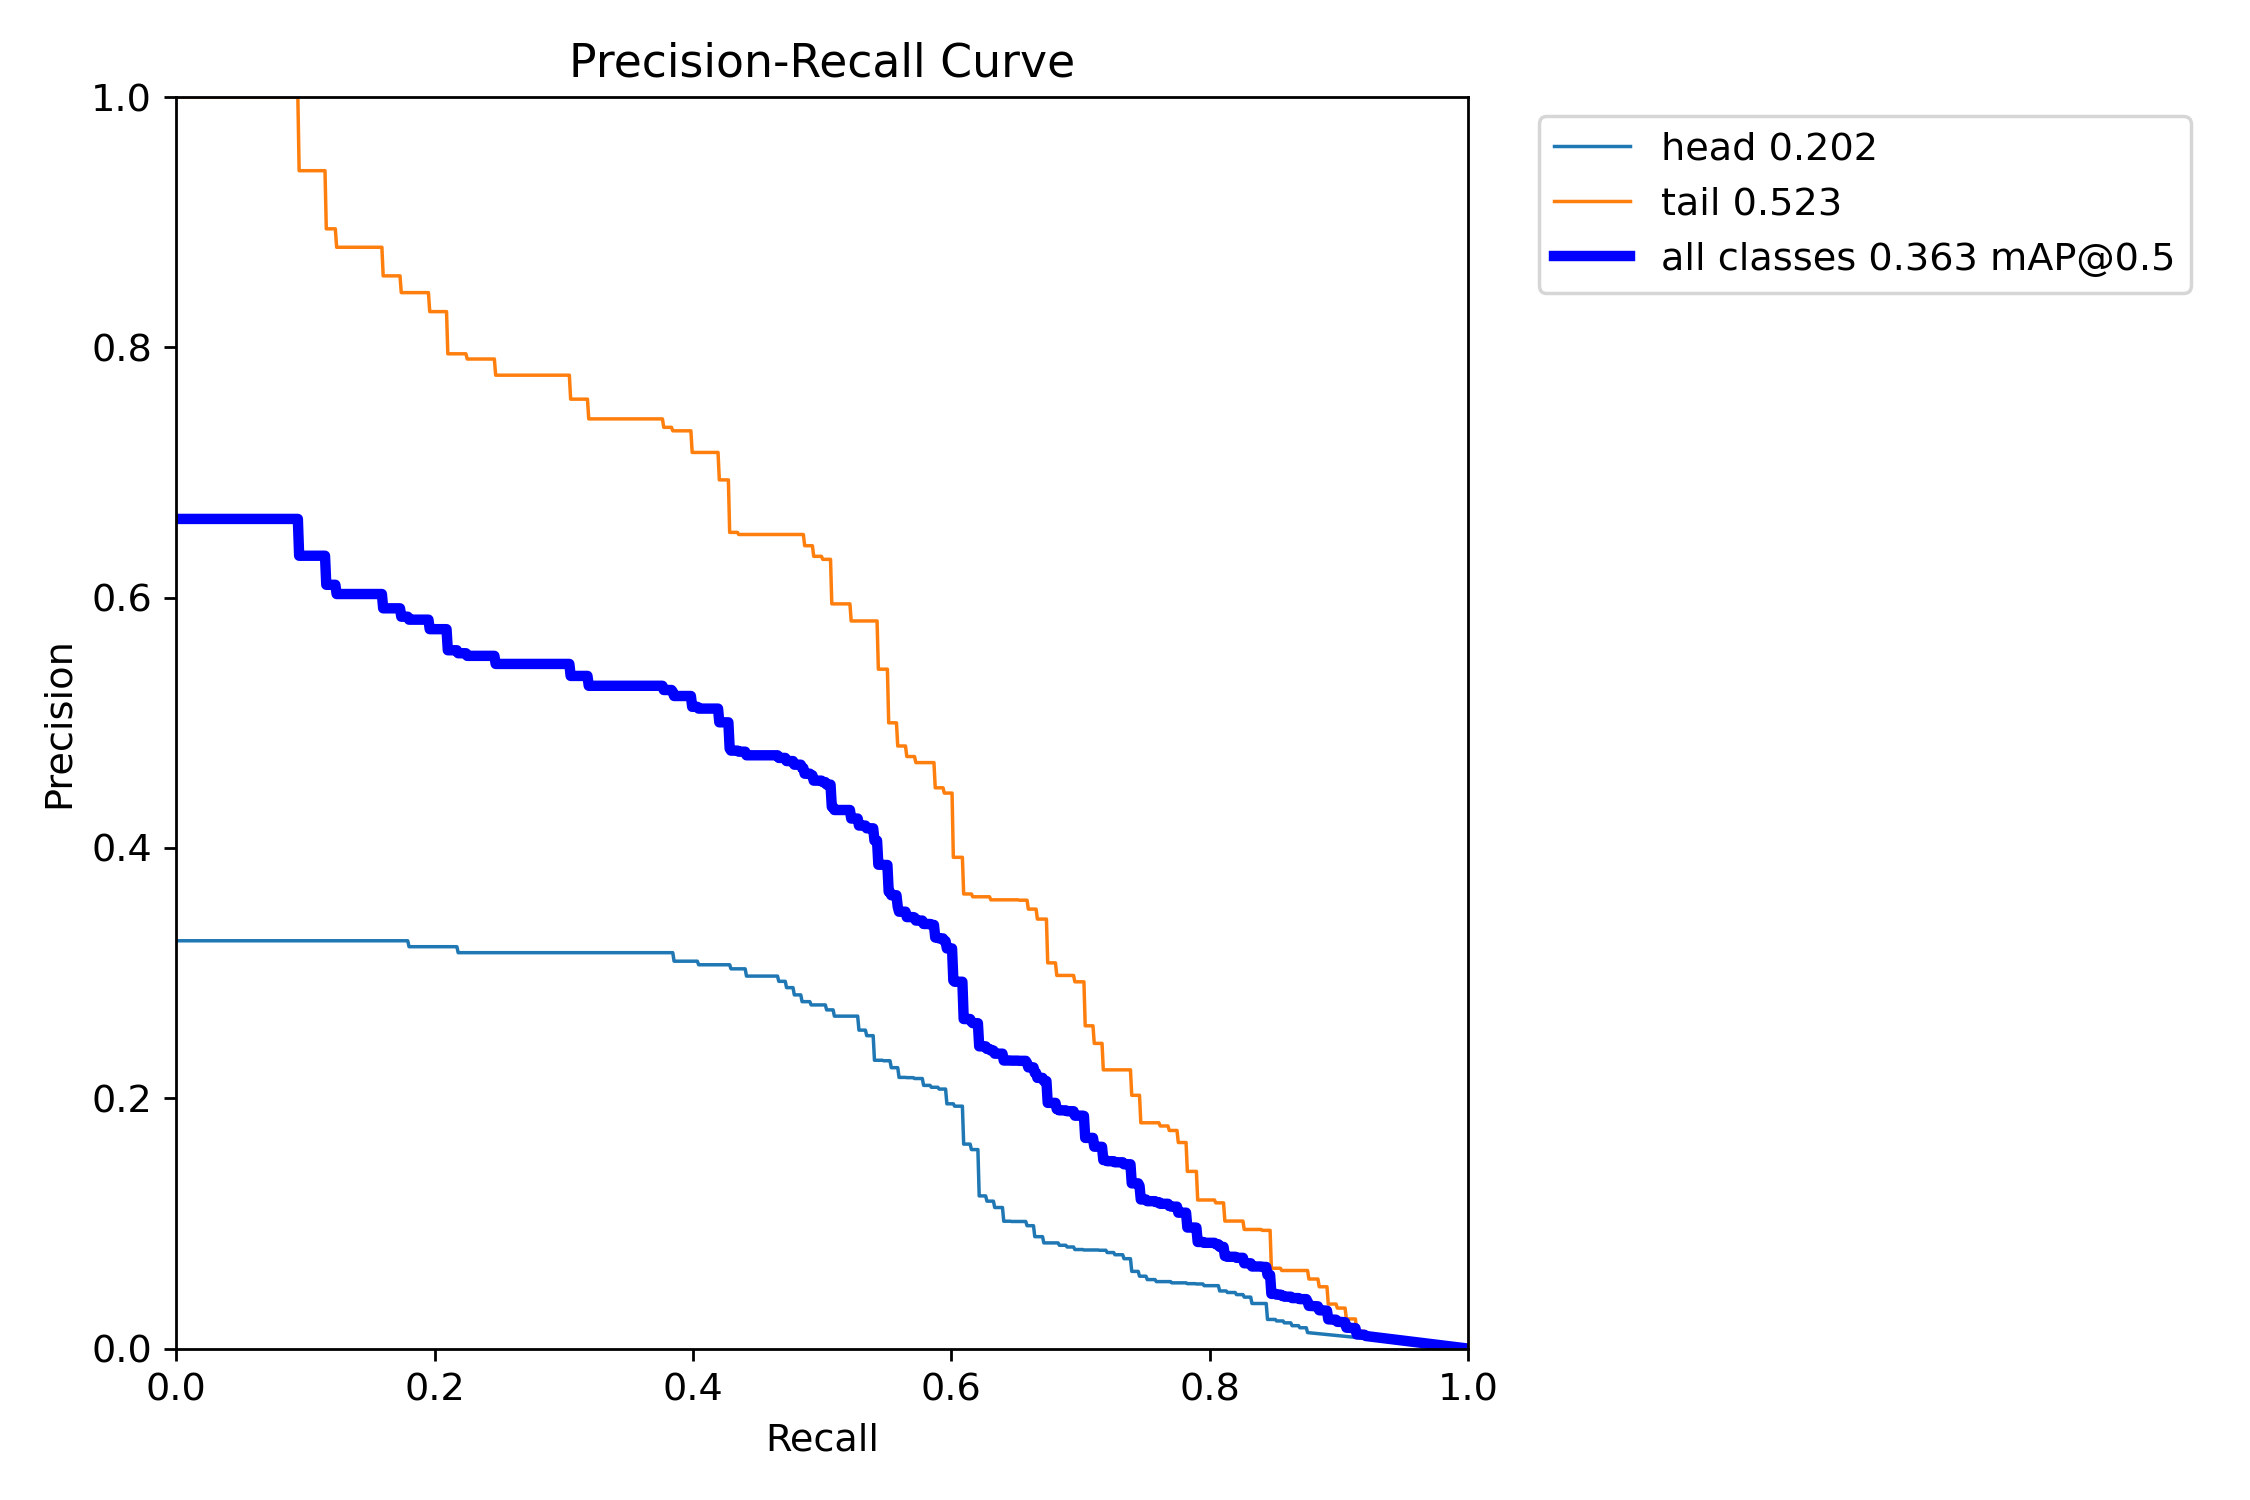 Precision-Recall Curve
1.0
0.8
0.6
0.4
0.2
0.0
Precision
0.0 0.2 0.4 0.6 0.8 1.0
Recall
head 0.202
tail 0.523
all classes 0.363 mAP@0.5